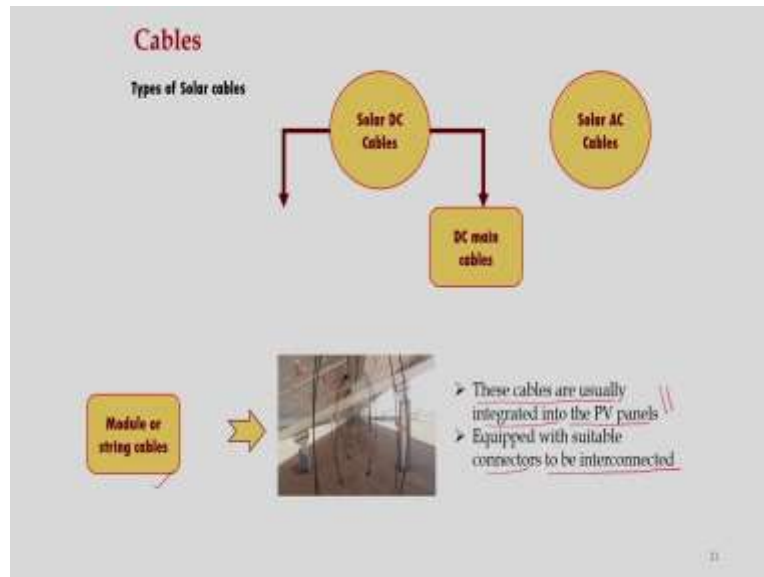 Cables
Types of Solar cables
Solar DC
Cables
Solar AC
Cables
DC main
cables
Module or
string cables
➢ These cables are usually
integrated into the PV panels
➢ Equipped with suitable
connectors to be interconnected